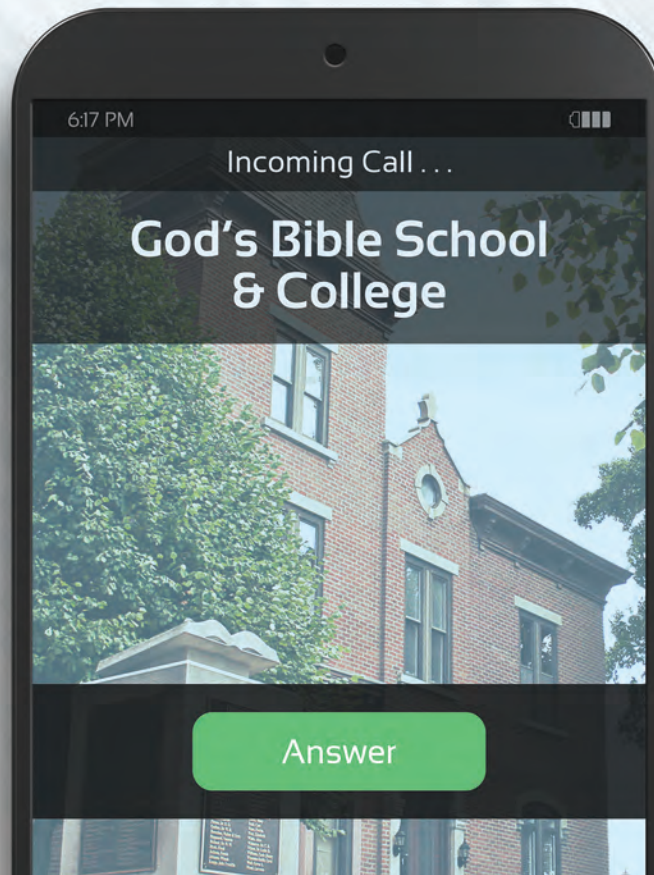 6:17 PM
Incoming Call . . .
God's Bible School
& College
Answer